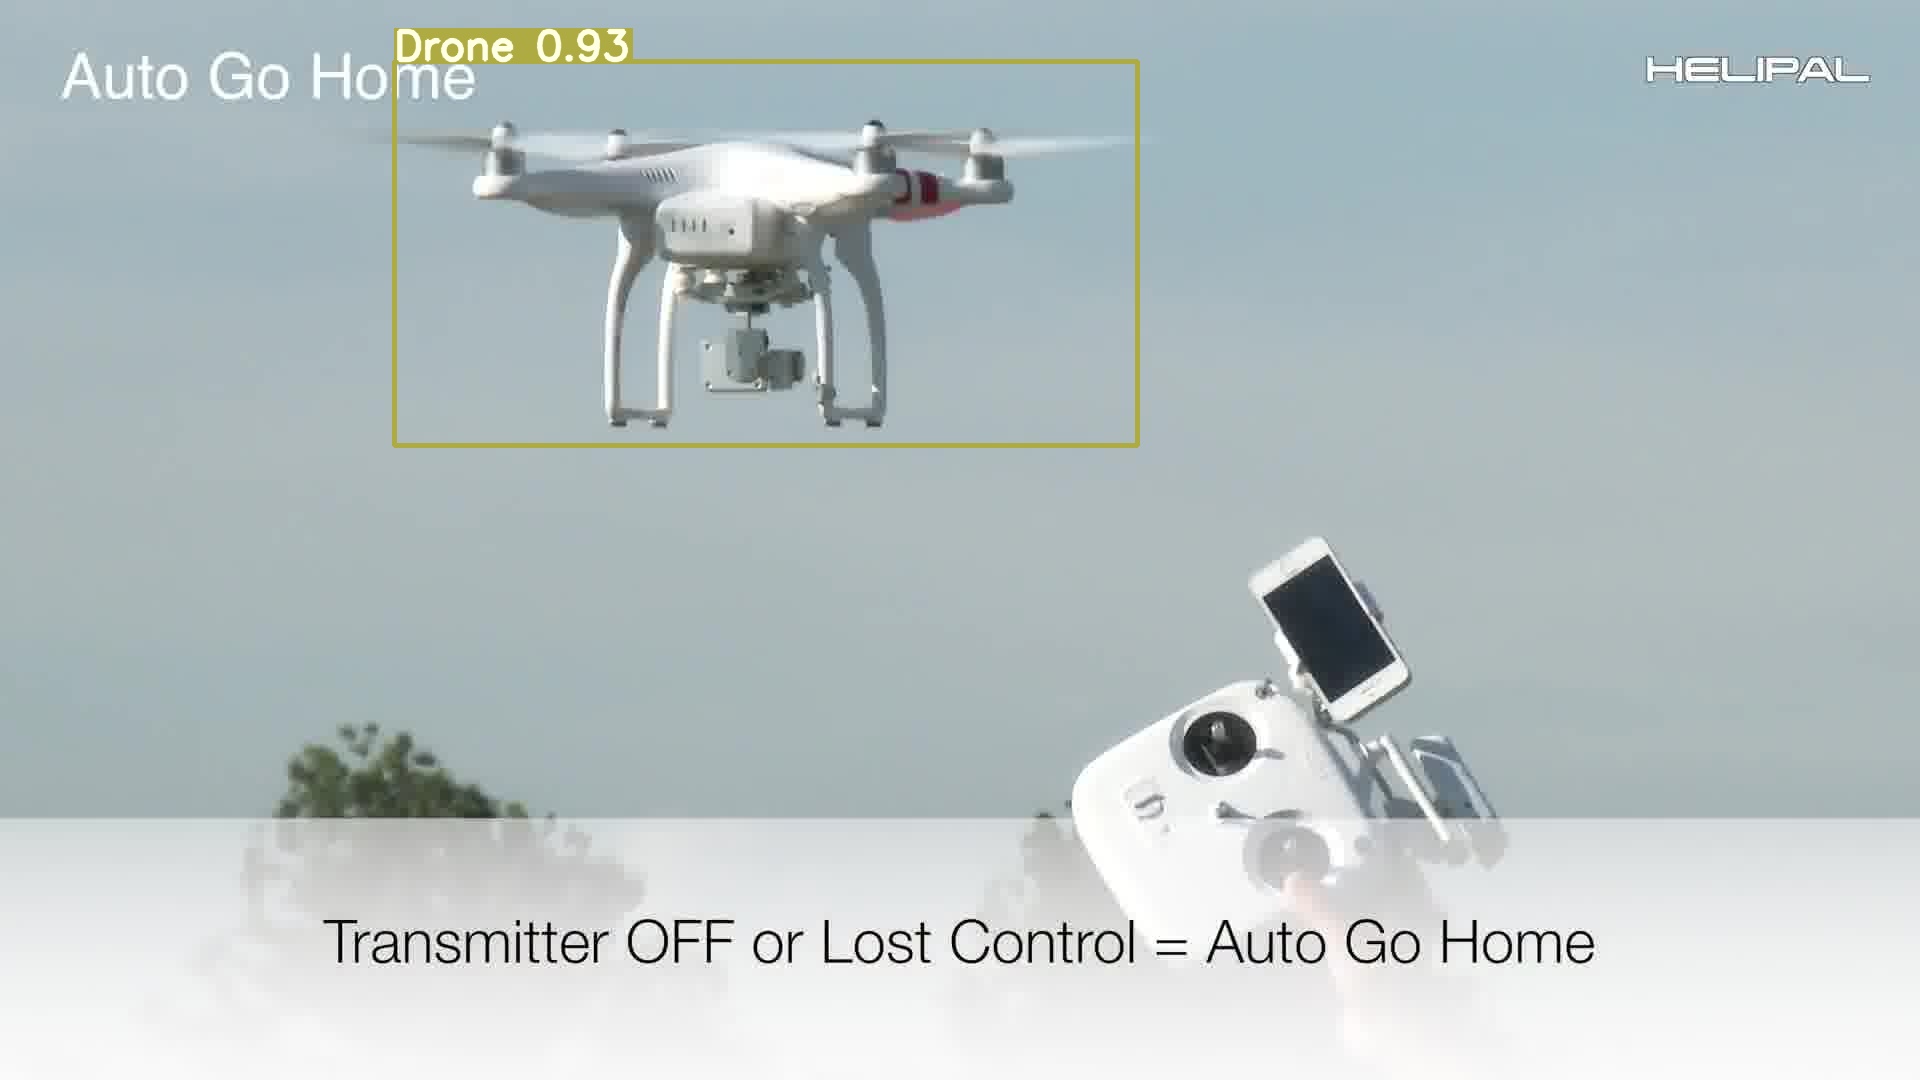 Drone 0.93
Auto Go Home
HELIPAL
Transmitter OFF or Lost Control = Auto Go Home